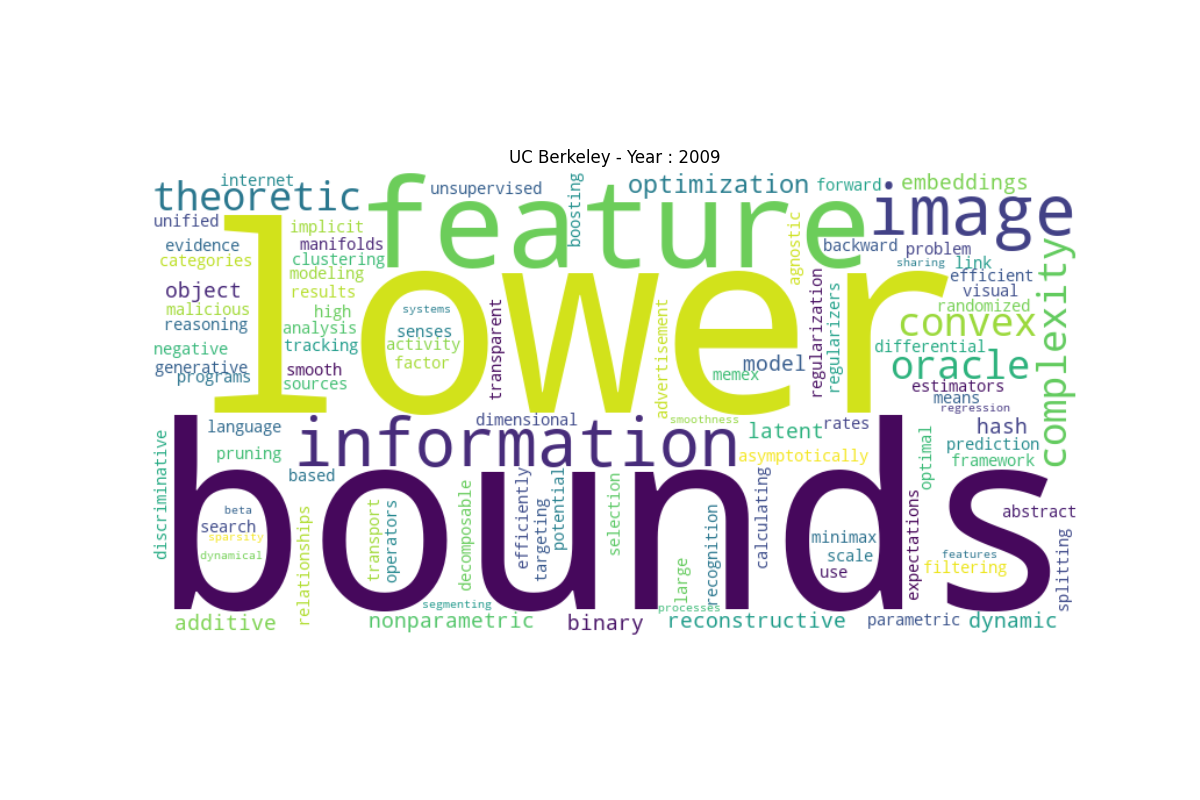 UC Berkeley - Year : 2009
internet
theoretic
unified
implicit
evidence
manifolds
categories
clustering
modeling
object
results
malicious
high
reasoning
analysis
negative
tracking
generative
programs
smooth
sources
feature
unsupervised
boosting
optimization
forward
embeddings
image
agnostic
backward
problem
sharing
link
efficient
visual
randomized
convex
complexity
differential
oracle
estimators
means
regression
hash
prediction
framework
lower
systems
senses
activity
factor
transparent
advertisement
model
memex
regularization
regularizers
smoothness
dimensional
information
latent
rates
asymptotically
optimal
language
pruning
based
discriminative
bounds
beta
search
sparsity
dynamical
relationships
transport
operators
decomposable
efficiently
targeting
potential
selection
large
recognition
calculating
minimax
scale
use
expectations
features
filtering
abstract
splitting
segmenting
processes
additive
nonparametric
binary
reconstructive
parametric
dynamic